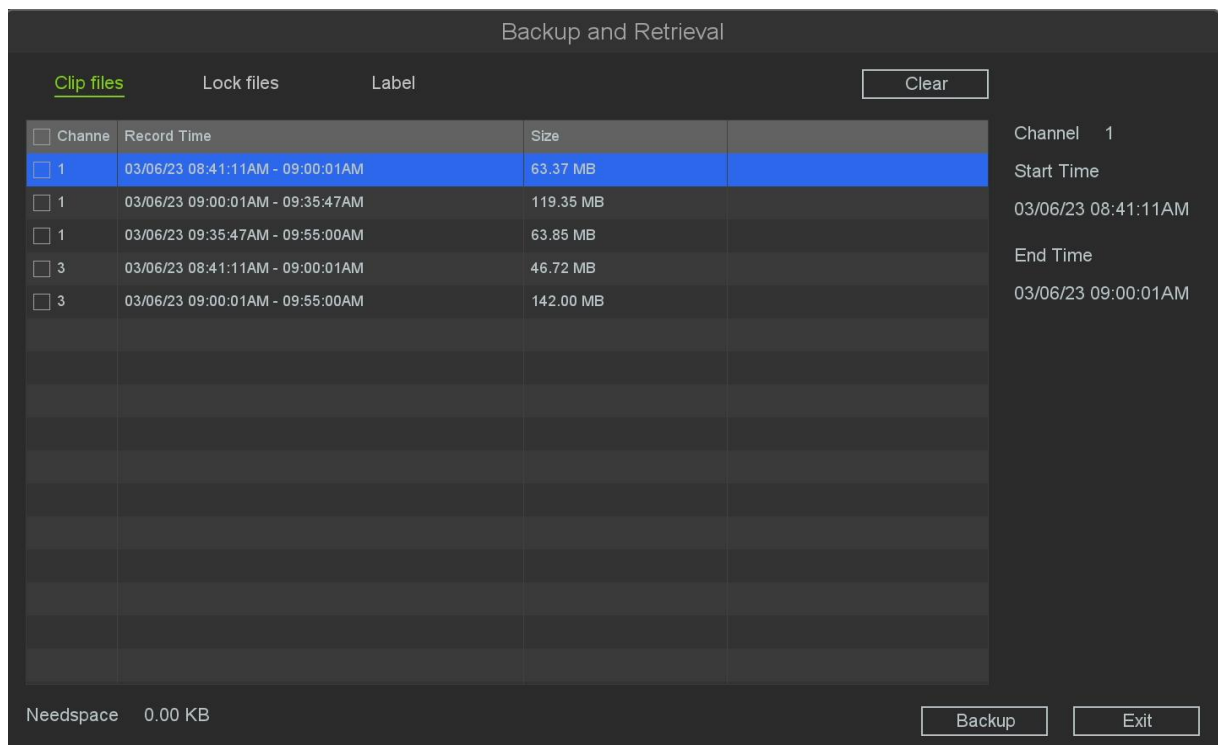 Backup and Retrieval
Clip files Lock files Label Clear
Channe Record Time Size
1 03/06/23 08:41:11AM - 09:00:01AM 63.37 MB
1 03/06/23 09:00:01AM - 09:35:47AM 119.35 MB
1 03/06/23 09:35:47AM - 09:55:00AM 63.85 MB
3 03/06/23 08:41:11AM - 09:00:01AM 46.72 MB
3 03/06/23 09:00:01AM - 09:55:00AM 142.00 MB
Channel 1
Start Time
03/06/23 08:41:11AM
End Time
03/06/23 09:00:01AM
Needspace 0.00 KB
Backup Exit